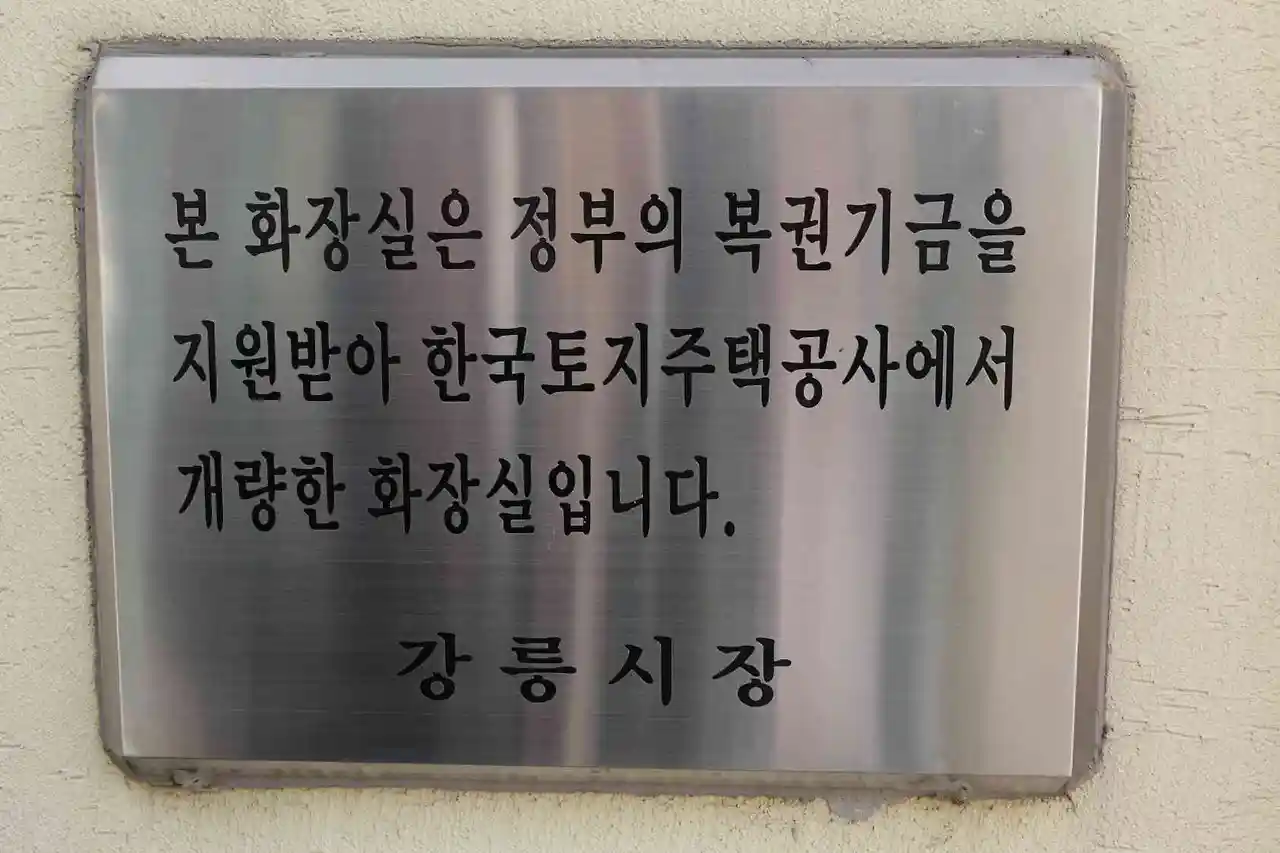 본 화장실은 정부의 복권기금을
지원받아 한국토지주택공사에서
개량한 화장실입니다.
강릉시장